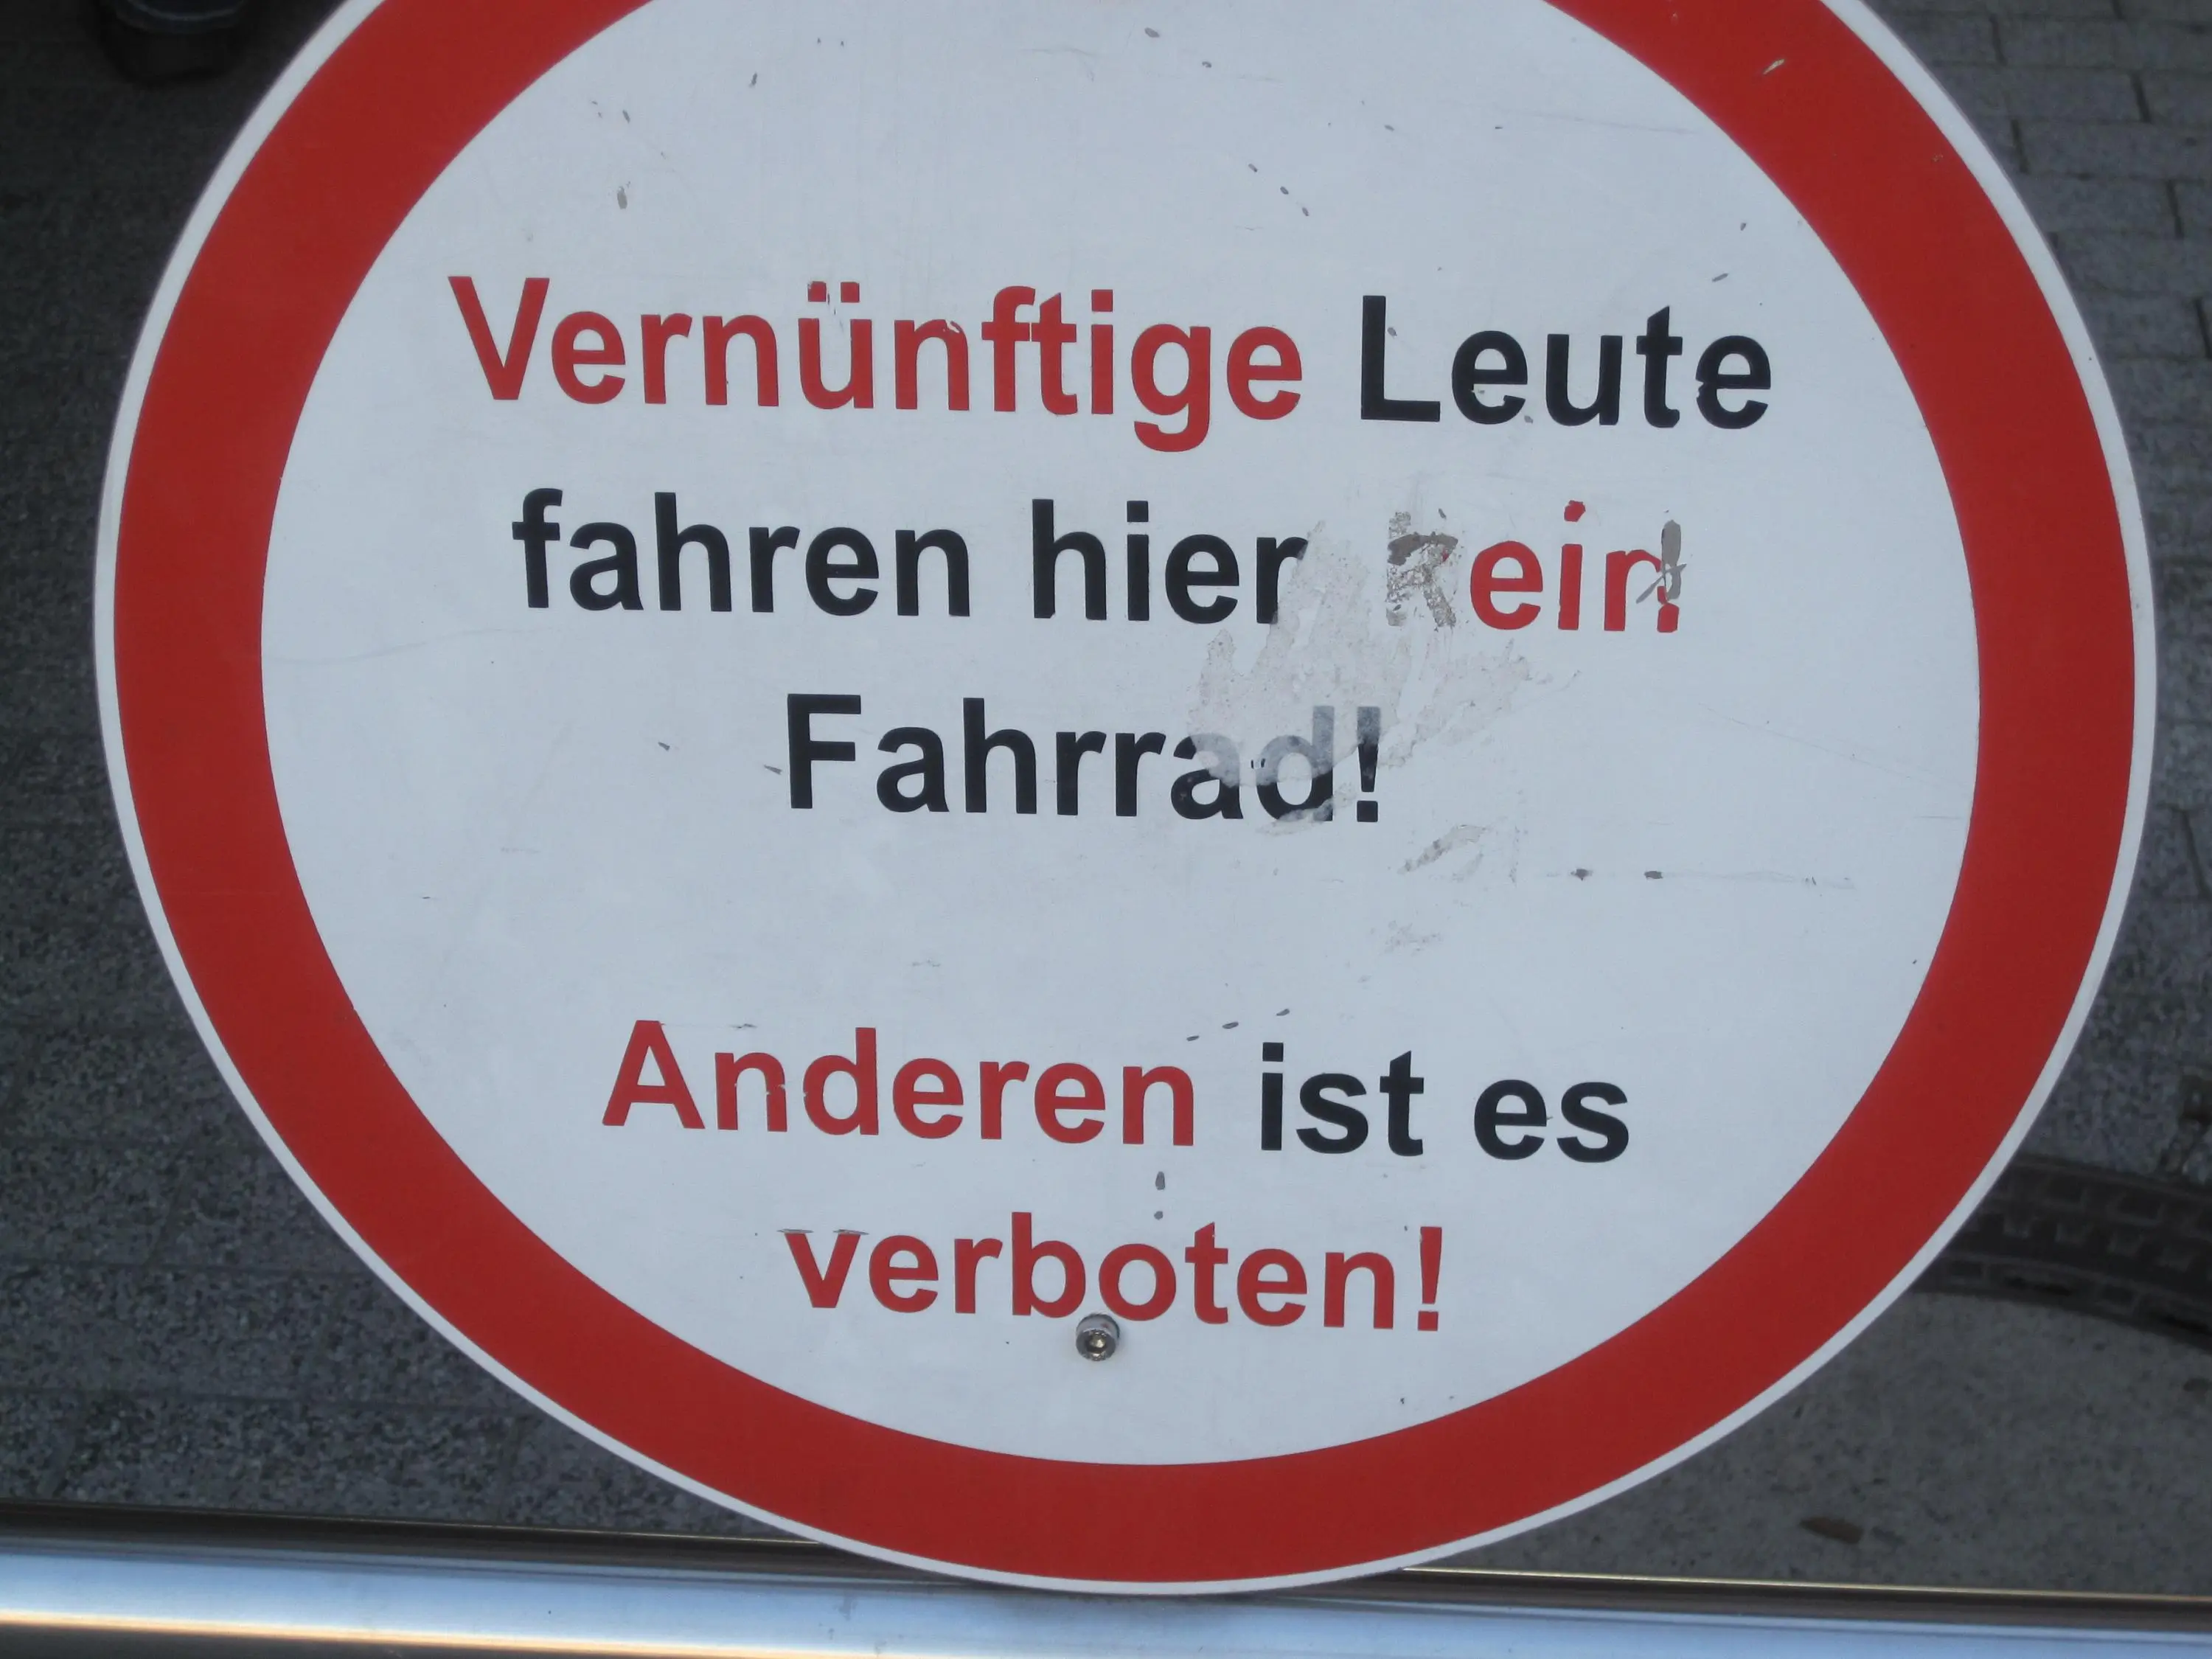 Vernünftige Leute
fahren hier kein
Fahrrad!
Anderen ist es
verboten!